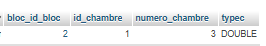 bloc_id_bloc id_chambre numero_chambre typec
2 1 3 DOUBLE